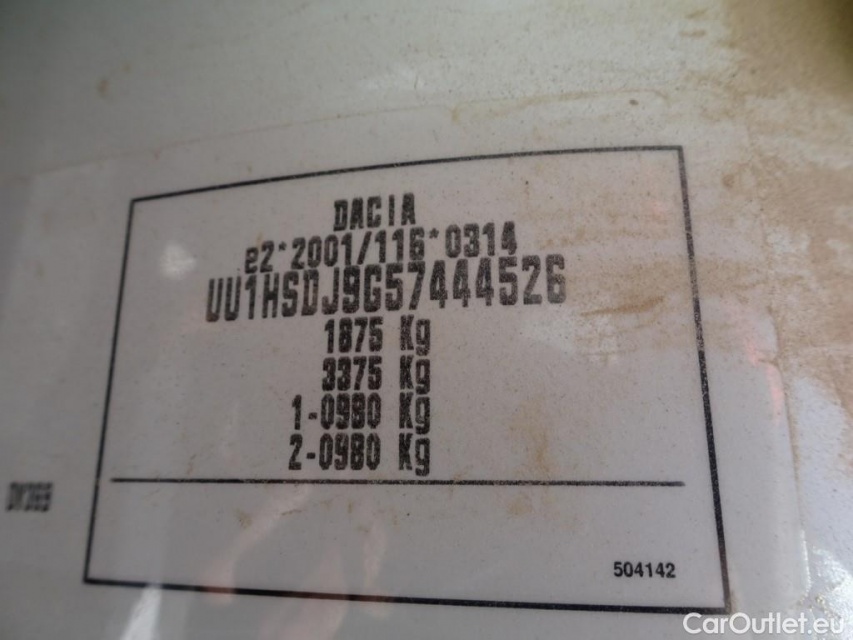 DACIA
e2*2001/116*0314
UU1HSDJ9G57444526
1875 Kg
3375 Kg
1-0980 Kg
2-0980 Kg
504142
CarOutlet.eu